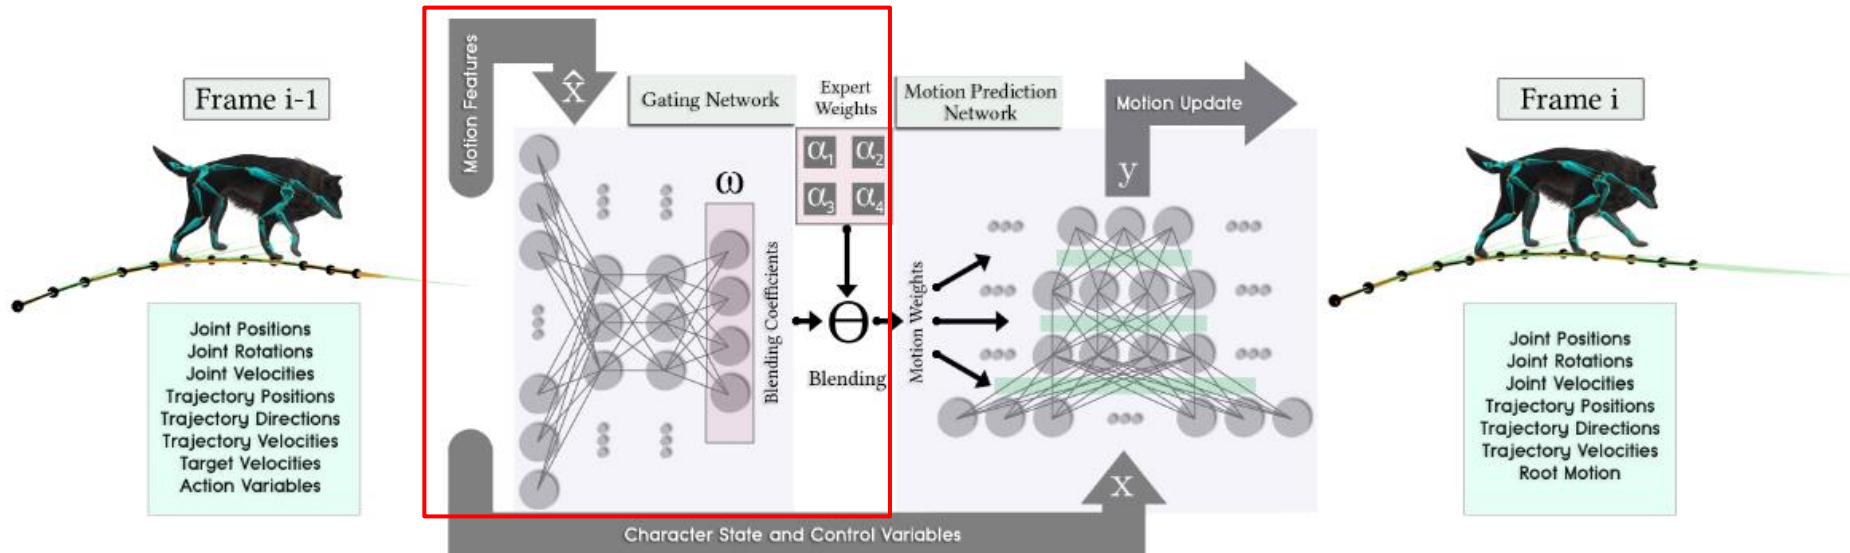 Frame i-1
Joint Positions
Joint Rotations
Joint Velocities
Trajectory Positions
Trajectory Directions
Trajectory Velocities
Target Velocities
Action Variables
Motion Features
x̂
Gating Network
ω
Blending Coefficients
Expert
Weights
α1 α2
α3 α4
Θ
Blending
Motion Weights
Motion Prediction
Network
Motion Update
y
X
Character State and Control Variables
Frame i
Joint Positions
Joint Rotations
Joint Velocities
Trajectory Positions
Trajectory Directions
Trajectory Velocities
Root Motion